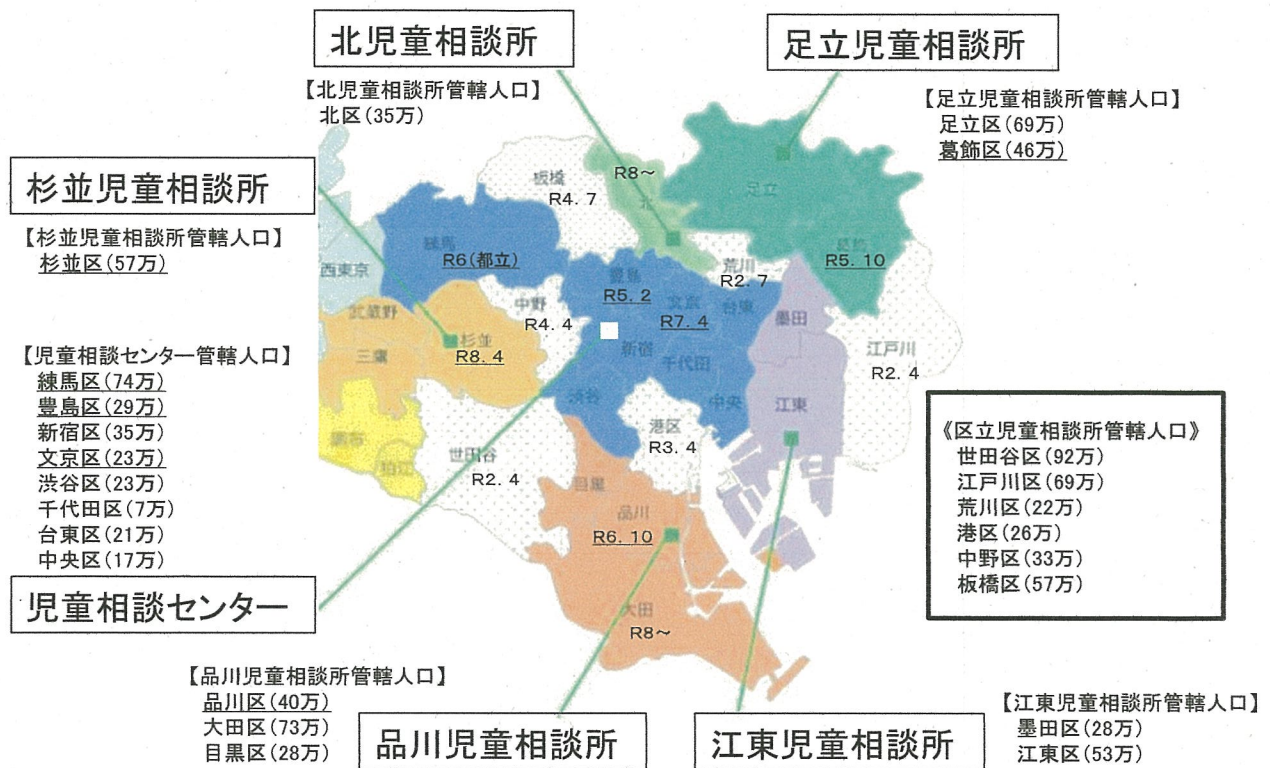 北児童相談所
足立児童相談所
【北児童相談所管轄人口】
北区(35万)
【足立児童相談所管轄人口】
足立区(69万)
葛飾区(46万)
杉並児童相談所
【杉並児童相談所管轄人口】
杉並区(57万)
【児童相談センター管轄人口】
練馬区(74万)
豊島区(29万)
新宿区(35万)
文京区(23万)
渋谷区(23万)
千代田区(7万)
台東区(21万)
中央区(17万)
児童相談センター
板橋
R4.7
R8～
北
足立
葛飾
R5.10
練馬
R6(都立)
西東京
荒川
R2.7
豊島
R5.2
文京
R7.4
台東
中野
R4.4
武蔵野
杉並
R8.4
三鷹
新宿
千代田
墨田
江戸川
R2.4
渋谷
中央
江東
港区
R3.4
調布
狛江
世田谷
R2.4
目黒
品川
R6.10
大田
R8～
《区立児童相談所管轄人口》
世田谷区(92万)
江戸川区(69万)
荒川区(22万)
港区(26万)
中野区(33万)
板橋区(57万)
【品川児童相談所管轄人口】
品川区(40万)
大田区(73万)
目黒区(28万)
品川児童相談所
江東児童相談所
【江東児童相談所管轄人口】
墨田区(28万)
江東区(53万)